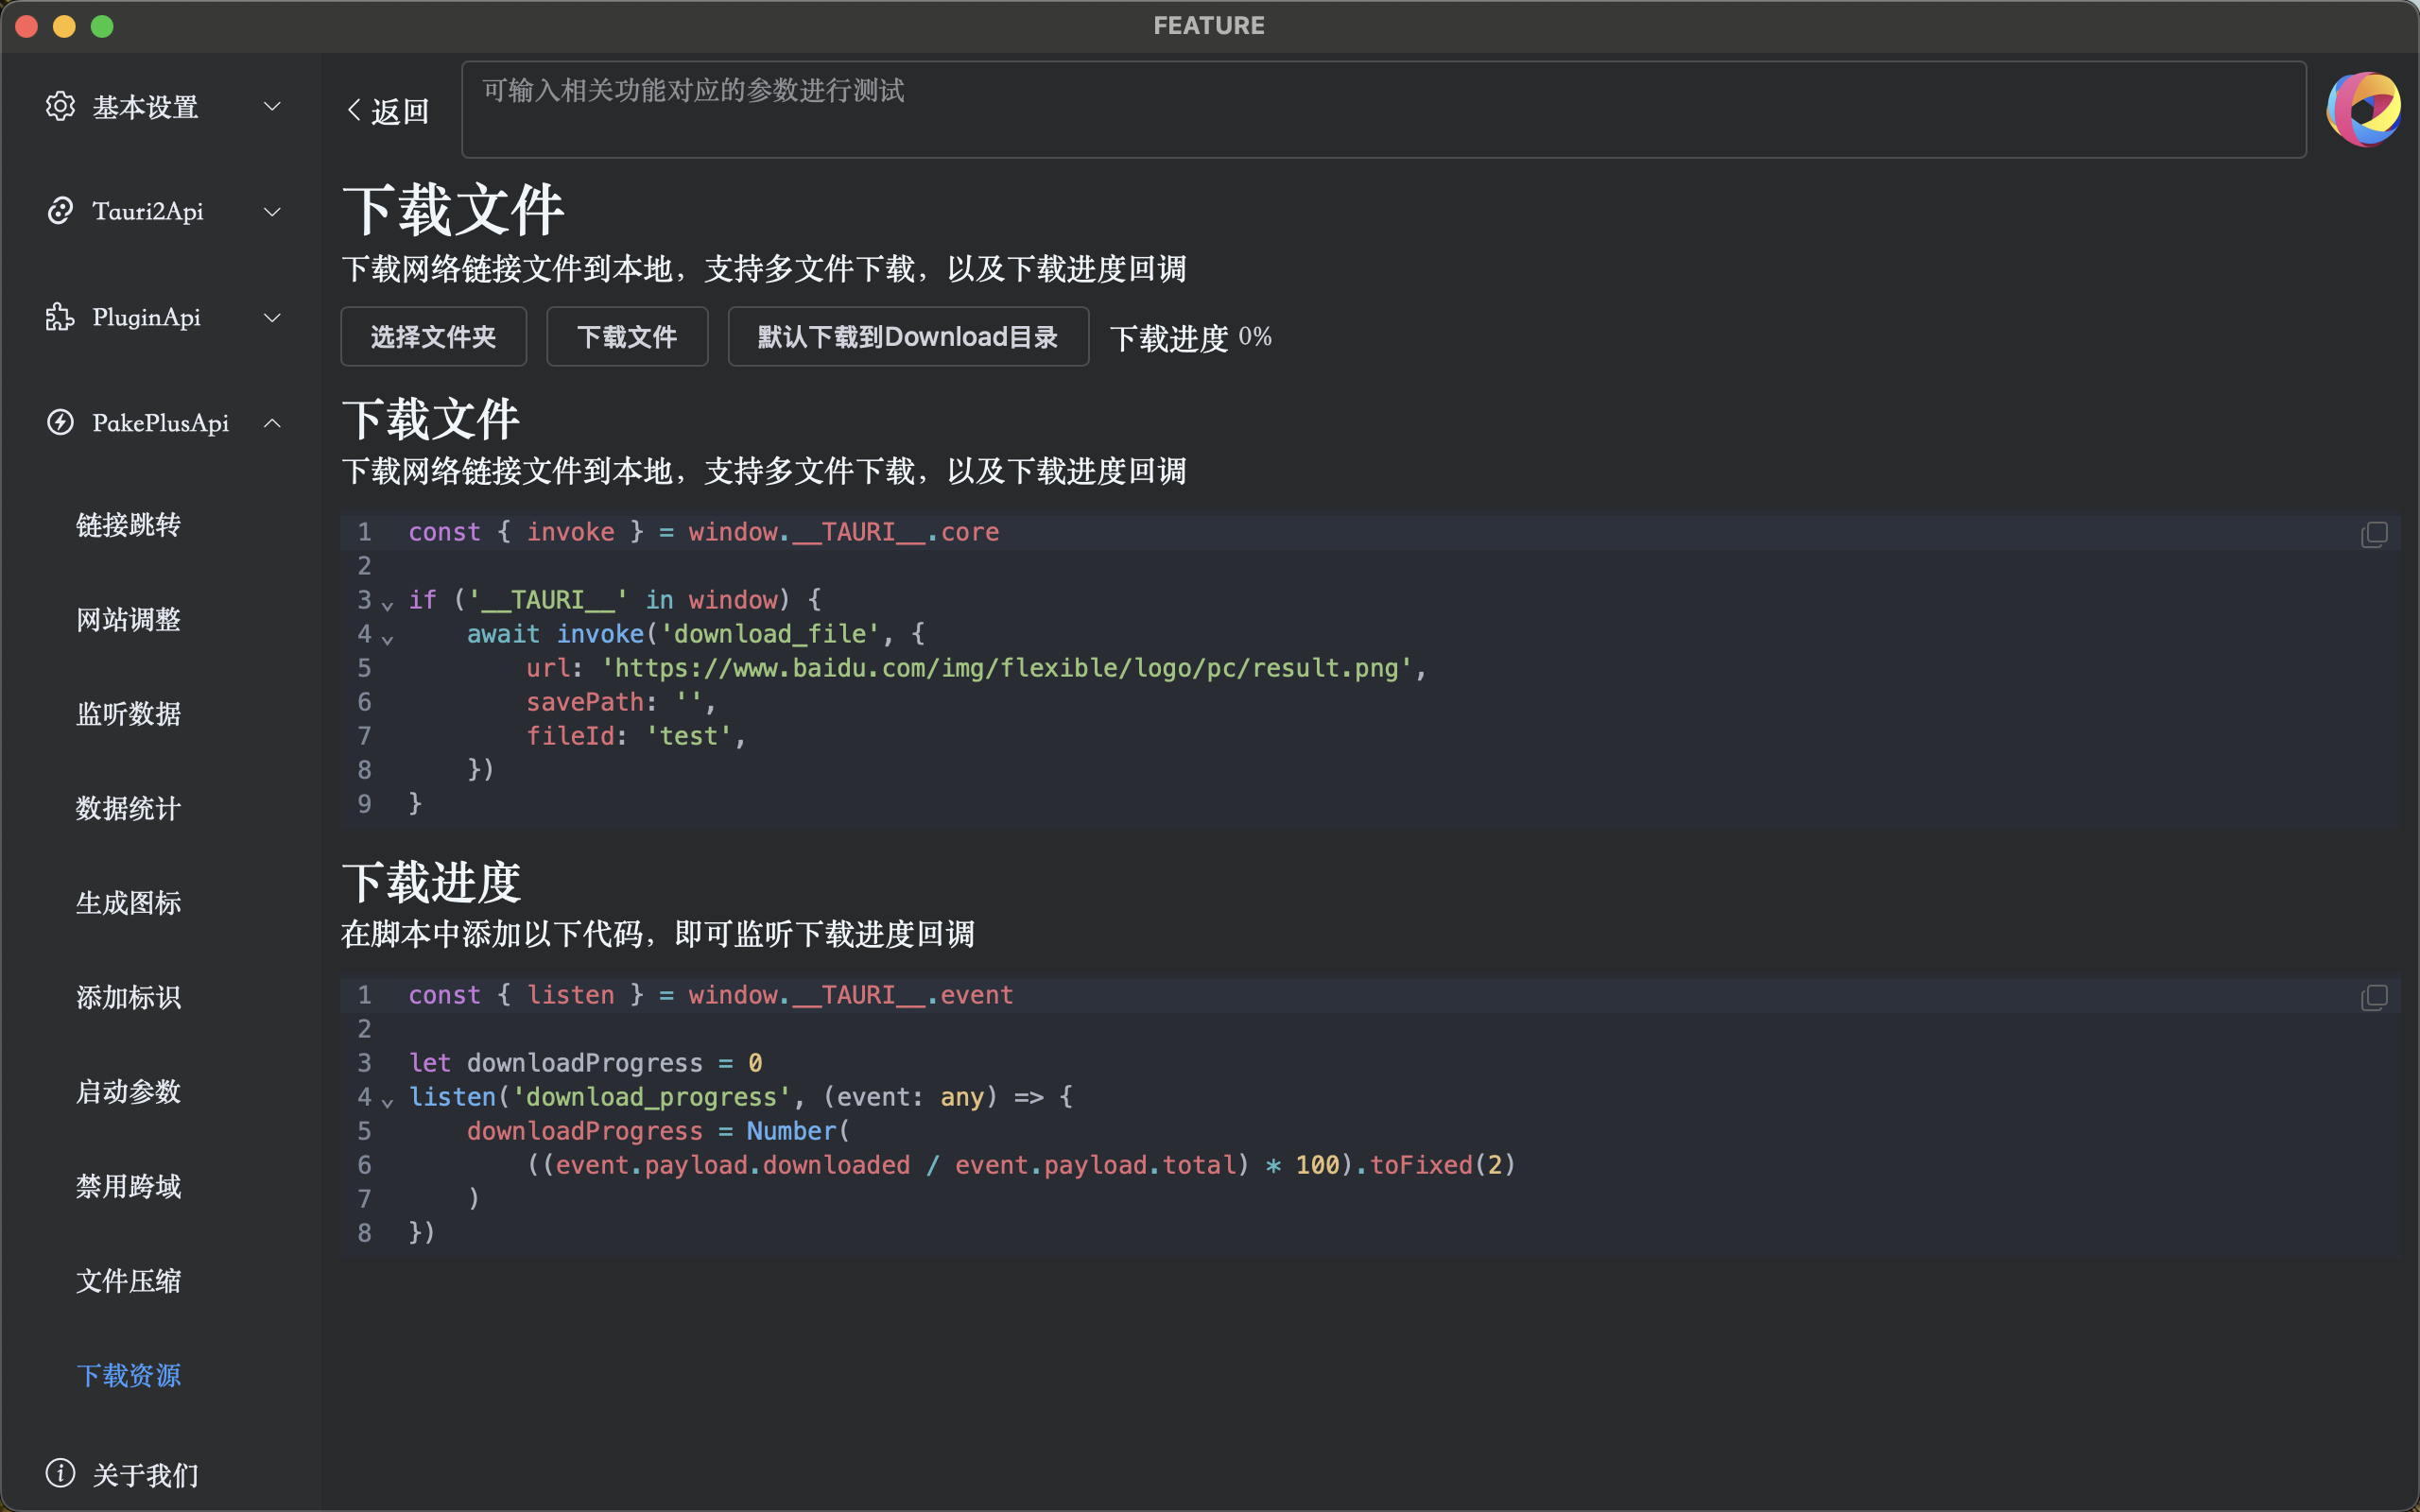 FEATURE
基本设置
Tauri2Api
PluginApi
PakePlusApi
链接跳转
网站调整
监听数据
数据统计
生成图标
添加标识
启动参数
禁用跨域
文件压缩
下载资源
关于我们
返回
可输入相关功能对应的参数进行测试
下载文件
下载网络链接文件到本地，支持多文件下载，以及下载进度回调
选择文件夹 下载文件 默认下载到Download目录 下载进度 0%
下载文件
下载网络链接文件到本地，支持多文件下载，以及下载进度回调
1 const { invoke } = window.__TAURI__.core
2
3 if ('__TAURI__' in window) {
4     await invoke('download_file', {
5         url: 'https://www.baidu.com/img/flexible/logo/pc/result.png',
6         savePath: '',
7         fileId: 'test',
8     })
9 }
下载进度
在脚本中添加以下代码，即可监听下载进度回调
1 const { listen } = window.__TAURI__.event
2
3 let downloadProgress = 0
4 listen('download_progress', (event: any) => {
5     downloadProgress = Number(
6         ((event.payload.downloaded / event.payload.total) * 100).toFixed(2)
7     )
8 })